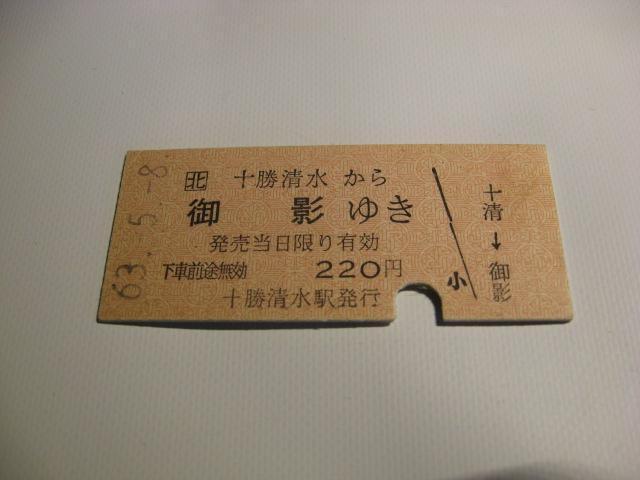 63.-5.-8
北 十勝清水 から
御 影 ゆき
発売当日限り有効
下車前途無効 220円
十勝清水駅発行
小
十清→御影